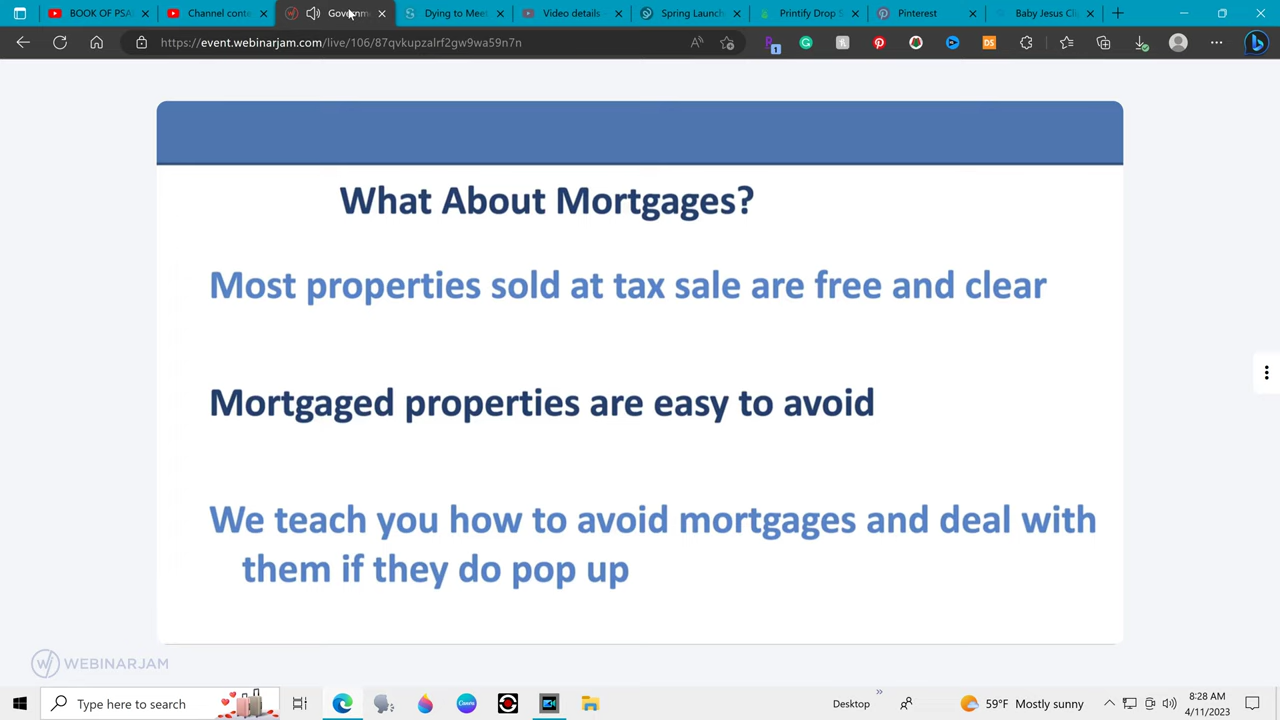 BOOK OF PSA
Channel conte
Governm
Dying to Meet
Video details
Spring Launch
Printify Drop S
Pinterest
Baby Jesus Cli
https://event.webinarjam.com/live/106/87qvkupzalrf2gw9wa59n7n
What About Mortgages?
Most properties sold at tax sale are free and clear
Mortgaged properties are easy to avoid
We teach you how to avoid mortgages and deal with
them if they do pop up
WEBINARJAM
Type here to search
Desktop
59°F Mostly sunny
8:28 AM
4/11/2023